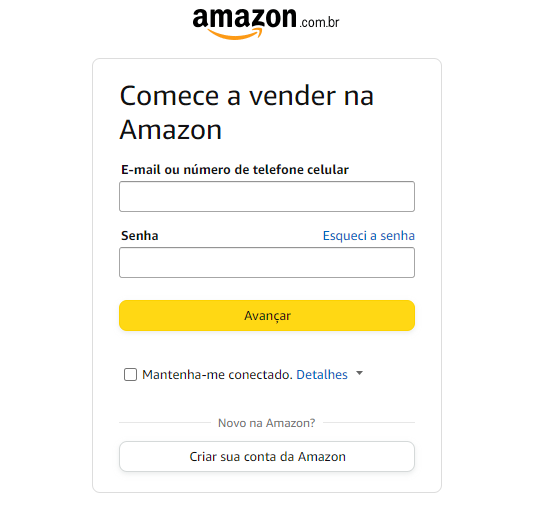 amazon.com.br
Comece a vender na
Amazon
E-mail ou número de telefone celular
Senha Esqueci a senha
Avançar
Mantenha-me conectado. Detalhes
Novo na Amazon?
Criar sua conta da Amazon